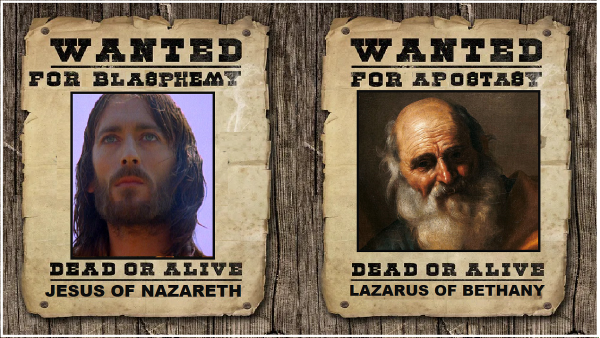 WANTED
FOR BLASPHEMY
DEAD OR ALIVE
JESUS OF NAZARETH
WANTED
FOR APOSTASY
DEAD OR ALIVE
LAZARUS OF BETHANY